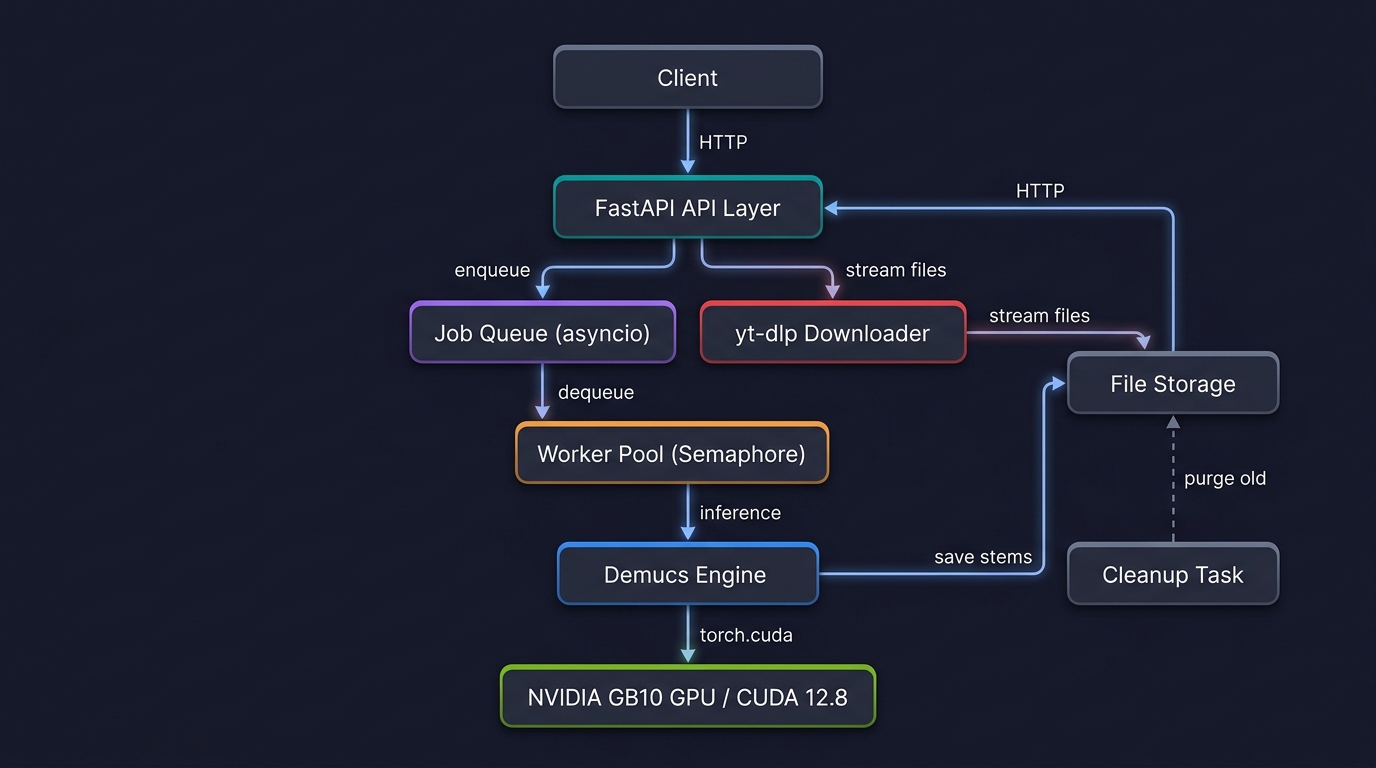 Client
HTTP
FastAPI API Layer
HTTP
enqueue
stream files
Job Queue (asyncio)
yt-dlp Downloader
stream files
File Storage
dequeue
Worker Pool (Semaphore)
purge old
inference
Demucs Engine
save stems
Cleanup Task
torch.cuda
NVIDIA GB10 GPU / CUDA 12.8